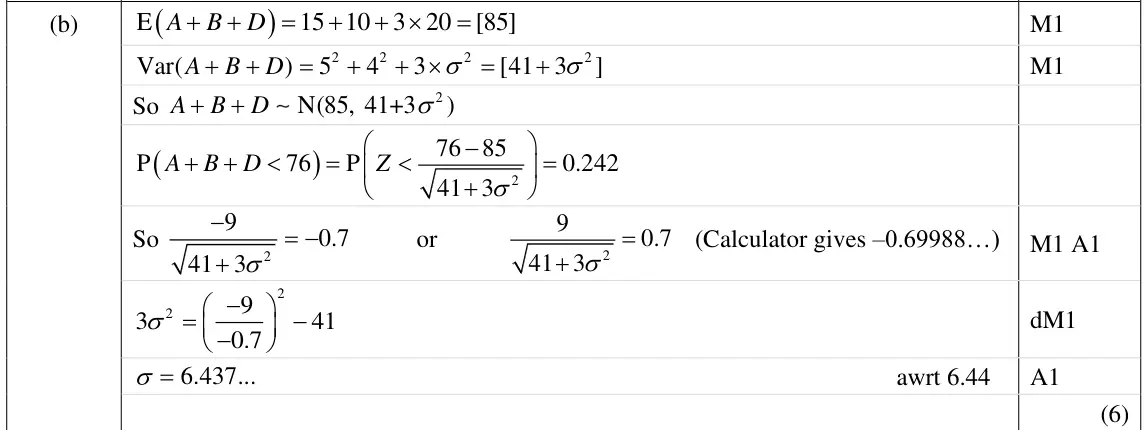 (b) E(A + B + D) = 15 + 10 + 3 × 20 = [85] M1
Var(A + B + D) = 5² + 4² + 3 × σ² = [41 + 3σ²] M1
So A + B + D ~ N(85, 41+3σ²)
P(A + B + D < 76) = P(Z < (76 − 85)/√(41 + 3σ²)) = 0.242
So −9/√(41 + 3σ²) = −0.7 or 9/√(41 + 3σ²) = 0.7 (Calculator gives –0.69988…) M1 A1
3σ² = (−9/−0.7)² − 41 dM1
σ = 6.437... awrt 6.44 A1
(6)